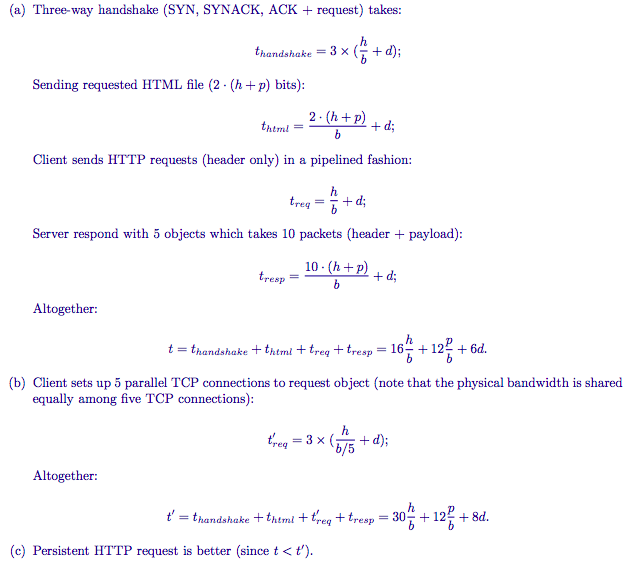 (a) Three-way handshake (SYN, SYNACK, ACK + request) takes:
t_{handshake} = 3 × (\frac{h}{b} + d);
Sending requested HTML file (2 · (h + p) bits):
t_{html} = \frac{2 · (h + p)}{b} + d;
Client sends HTTP requests (header only) in a pipelined fashion:
t_{req} = \frac{h}{b} + d;
Server respond with 5 objects which takes 10 packets (header + payload):
t_{resp} = \frac{10 · (h + p)}{b} + d;
Altogether:
t = t_{handshake} + t_{html} + t_{req} + t_{resp} = 16\frac{h}{b} + 12\frac{p}{b} + 6d.
(b) Client sets up 5 parallel TCP connections to request object (note that the physical bandwidth is shared
equally among five TCP connections):
t'_{req} = 3 × (\frac{h}{b/5} + d);
Altogether:
t' = t_{handshake} + t_{html} + t'_{req} + t_{resp} = 30\frac{h}{b} + 12\frac{p}{b} + 8d.
(c) Persistent HTTP request is better (since t < t').